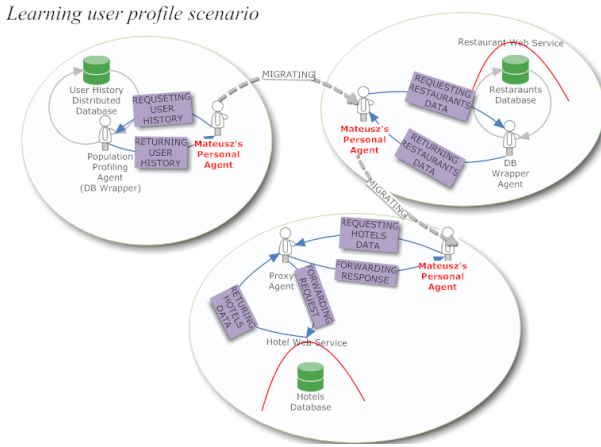 Learning user profile scenario
User History
Distributed
Database
REQUSETING
USER
HISTORY
RETURNING
USER
HISTORY
Population
Profiling
Agent
(DB Wrapper)
Mateusz's
Personal
Agent
MIGRATING
Restaurant Web Service
REQUESTING
RESTAURANTS
DATA
Restaraunts
Database
Mateusz's
Personal
Agent
RETURNING
RESTAURANTS
DATA
DB
Wrapper
Agent
MIGRATING
REQUESTING
HOTELS
DATA
Proxy
Agent
FORWARDING
RESPONSE
Mateusz's
Personal
Agent
FORWARDING
REQUEST
RETURING
HOTELS
DATA
Hotel Web Service
Hotels
Database